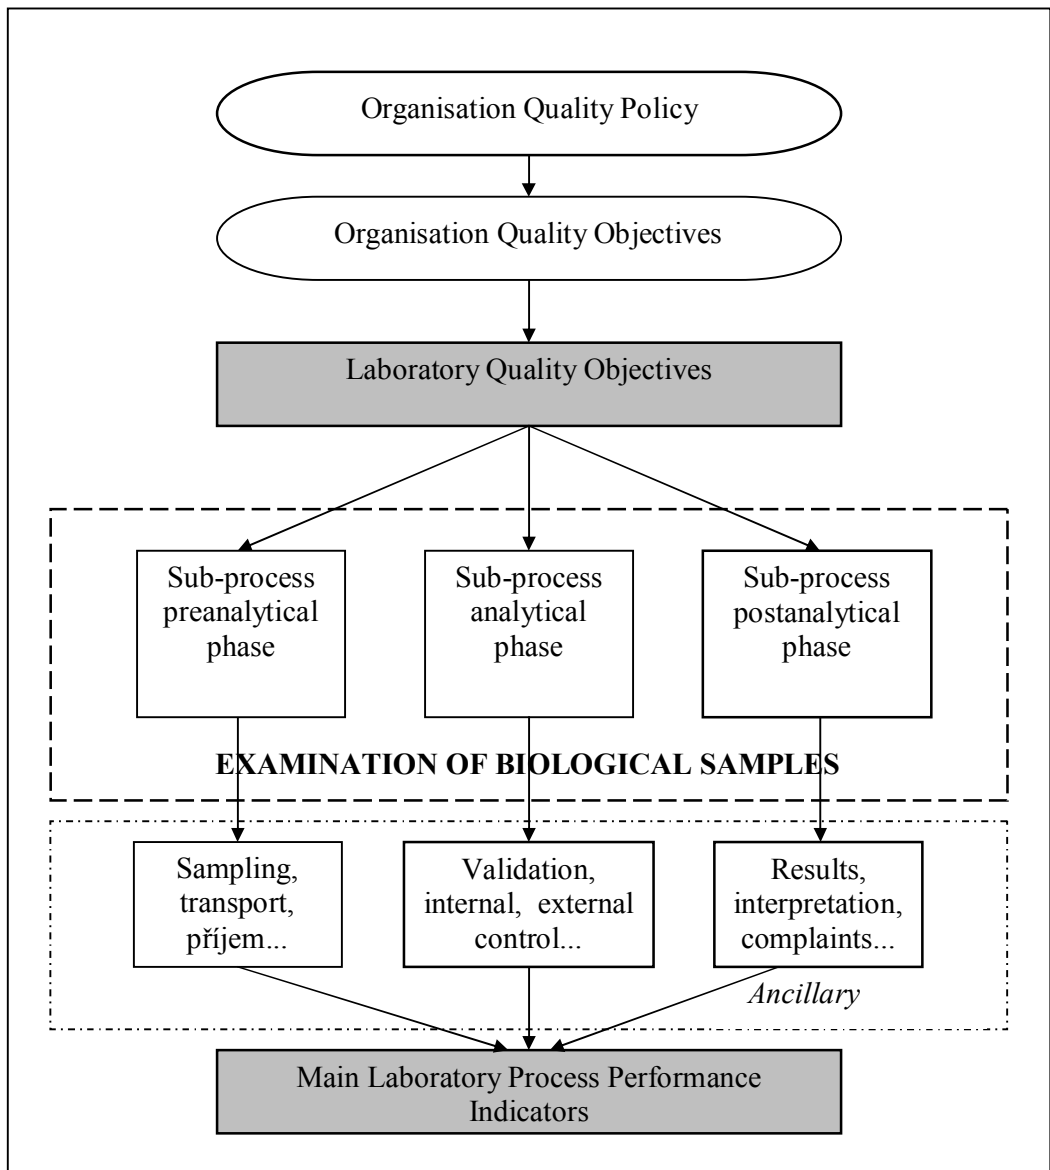 Organisation Quality Policy
Organisation Quality Objectives
Laboratory Quality Objectives
Sub-process
preanalytical
phase
Sub-process
analytical
phase
Sub-process
postanalytical
phase
EXAMINATION OF BIOLOGICAL SAMPLES
Sampling,
transport,
příjem...
Validation,
internal, external
control...
Results,
interpretation,
complaints...
Ancillary
Main Laboratory Process Performance
Indicators